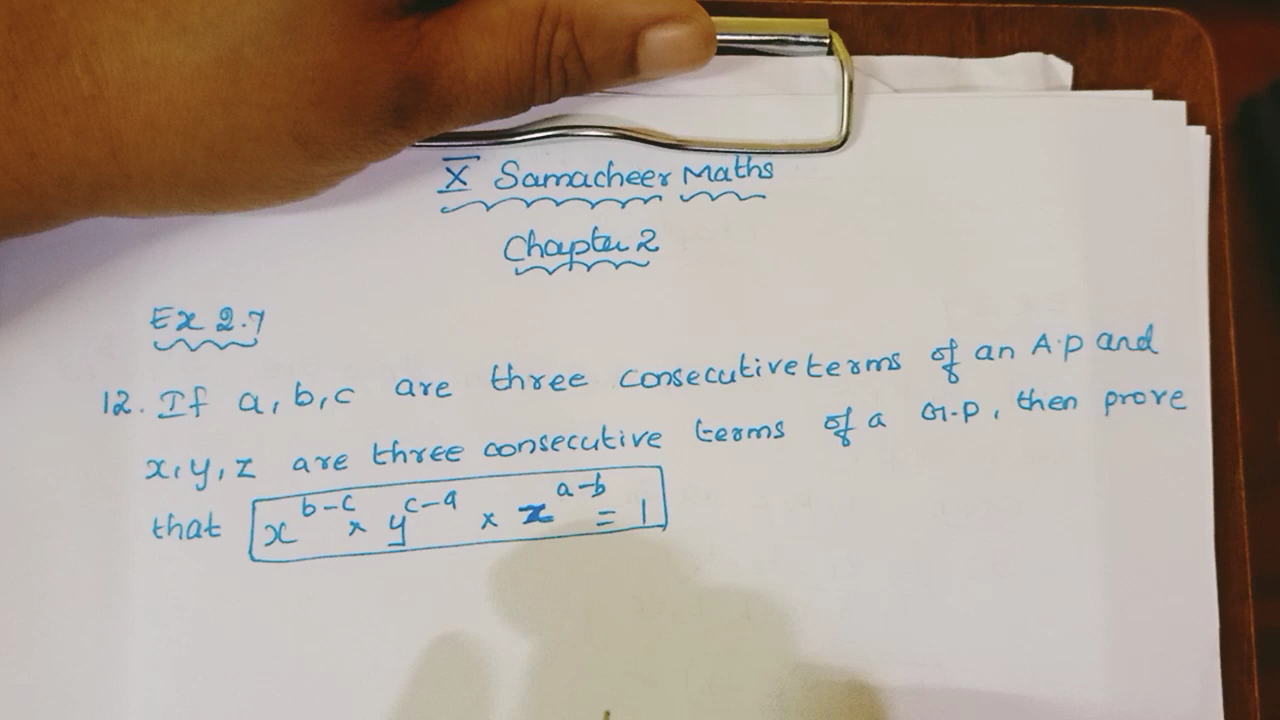 X Samacheer Maths
Chapter 2
Ex 2.7
12. If a, b, c are three consecutive terms of an A.P and
x, y, z are three consecutive terms of a G.P, then prove
that x^{b-c} × y^{c-a} × z^{a-b} = 1